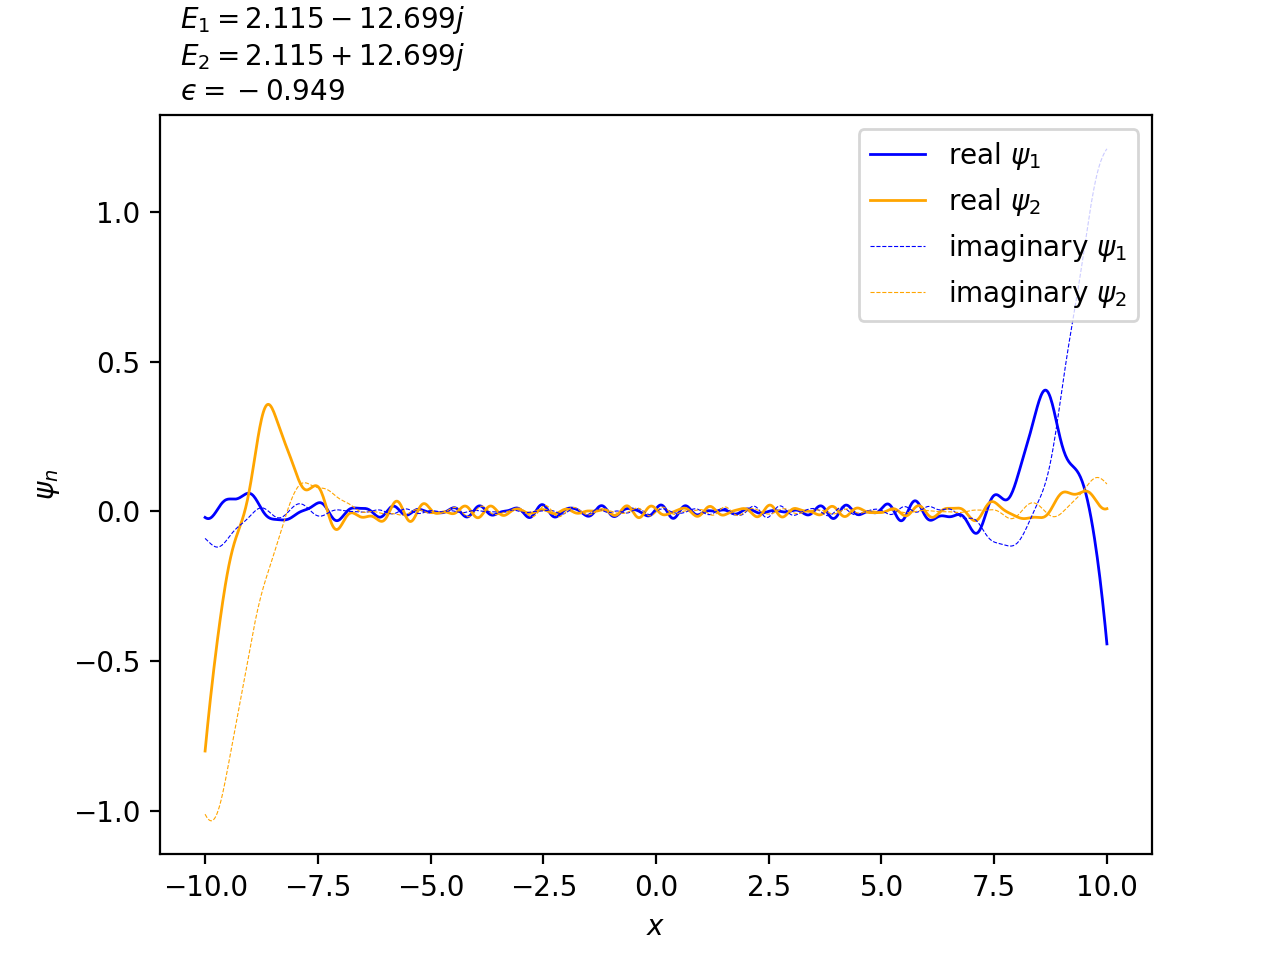 E₁ = 2.115 − 12.699j
E₂ = 2.115 + 12.699j
ϵ = −0.949
real ψ₁
real ψ₂
imaginary ψ₁
imaginary ψ₂
1.0
0.5
0.0
−0.5
−1.0
ψₙ
−10.0 −7.5 −5.0 −2.5 0.0 2.5 5.0 7.5 10.0
x